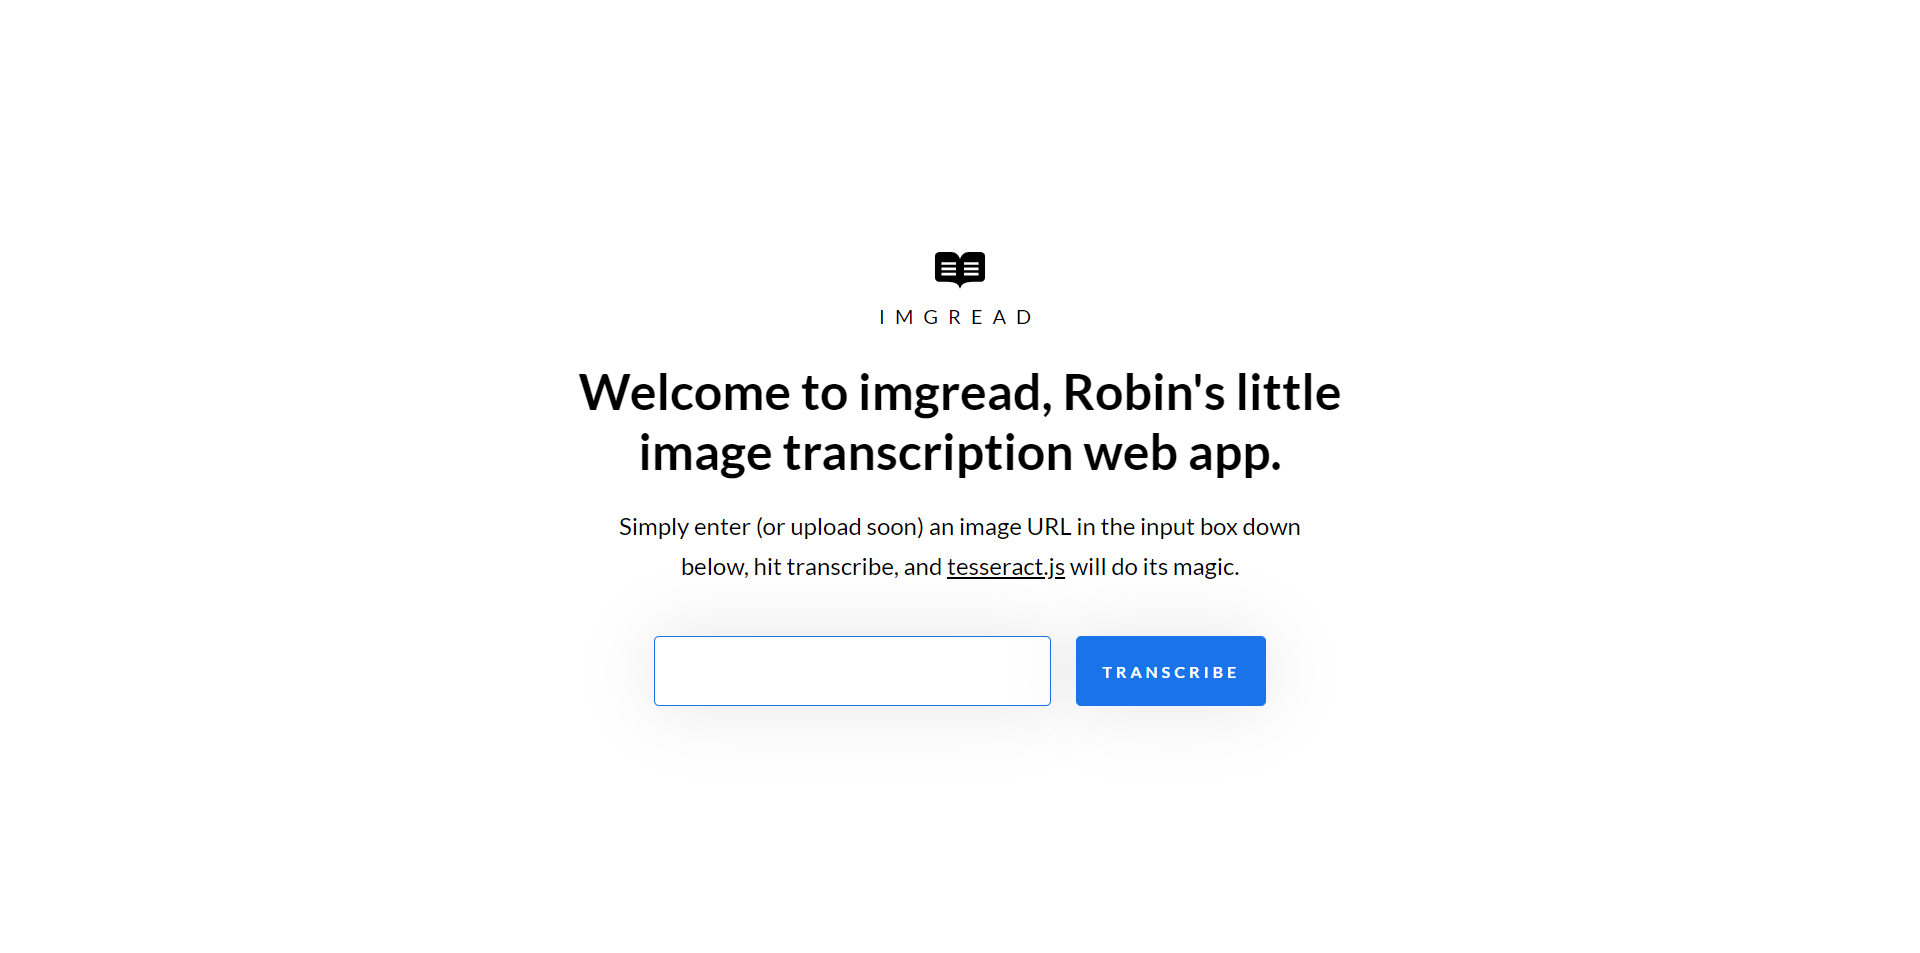 IMGREAD
Welcome to imgread, Robin's little
image transcription web app.
Simply enter (or upload soon) an image URL in the input box down
below, hit transcribe, and tesseract.js will do its magic.
TRANSCRIBE